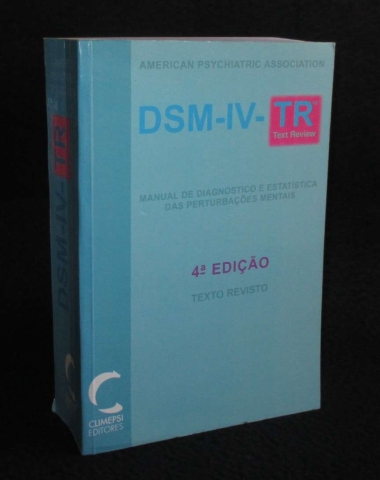 AMERICAN PSYCHIATRIC ASSOCIATION
DSM-IV-TR
Text Review
MANUAL DE DIAGNÓSTICO E ESTATÍSTICA
DAS PERTURBAÇÕES MENTAIS
4ª EDIÇÃO
TEXTO REVISTO
DSM-IV-TR
CLIMEPSI
EDITORES